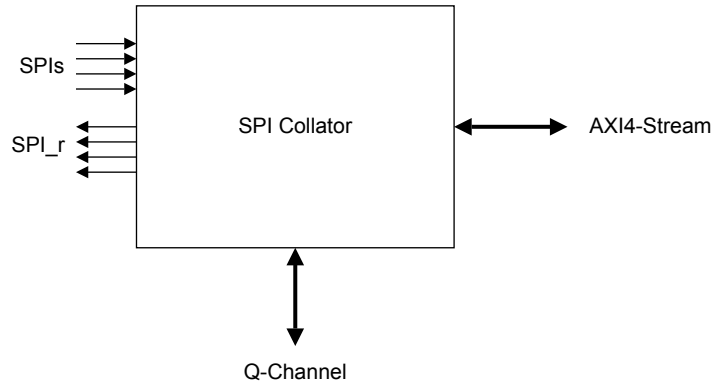 SPIs
SPI Collator
AXI4-Stream
SPI_r
Q-Channel